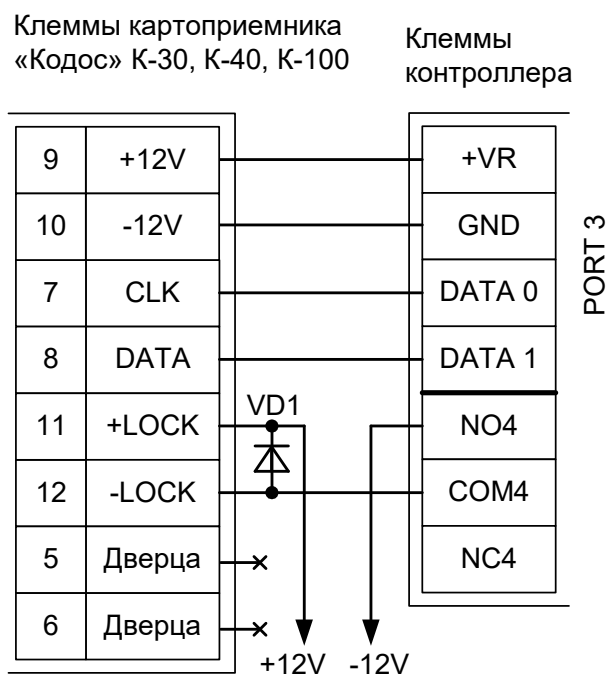 Клеммы картоприемника
«Кодос» К-30, К-40, К-100
Клеммы
контроллера
9 +12V
+VR
10 -12V
GND
7 CLK
DATA 0
8 DATA
DATA 1
PORT 3
11 +LOCK
VD1
NO4
12 -LOCK
COM4
5 Дверца
NC4
6 Дверца
+12V -12V